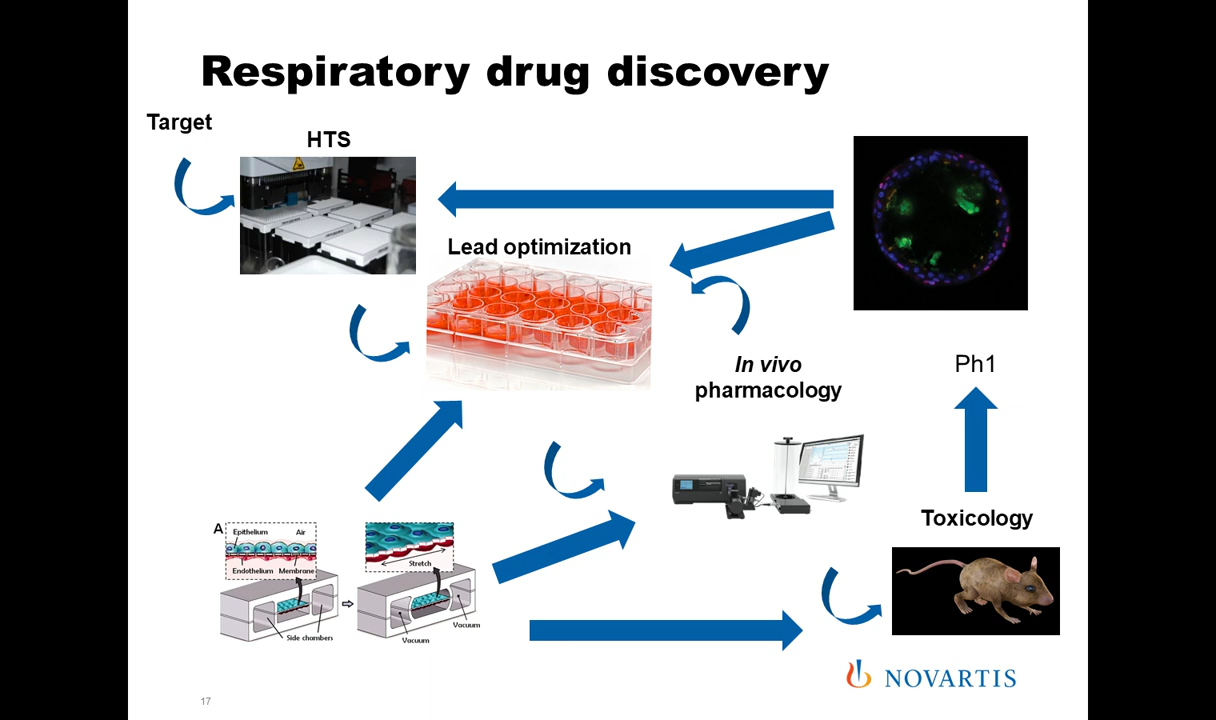 Respiratory drug discovery
Target
HTS
Lead optimization
In vivo
pharmacology
Ph1
Toxicology
A
Epithelium Air
Endothelium Membrane
Side chambers
Stretch
Vacuum
Vacuum
NOVARTIS
17